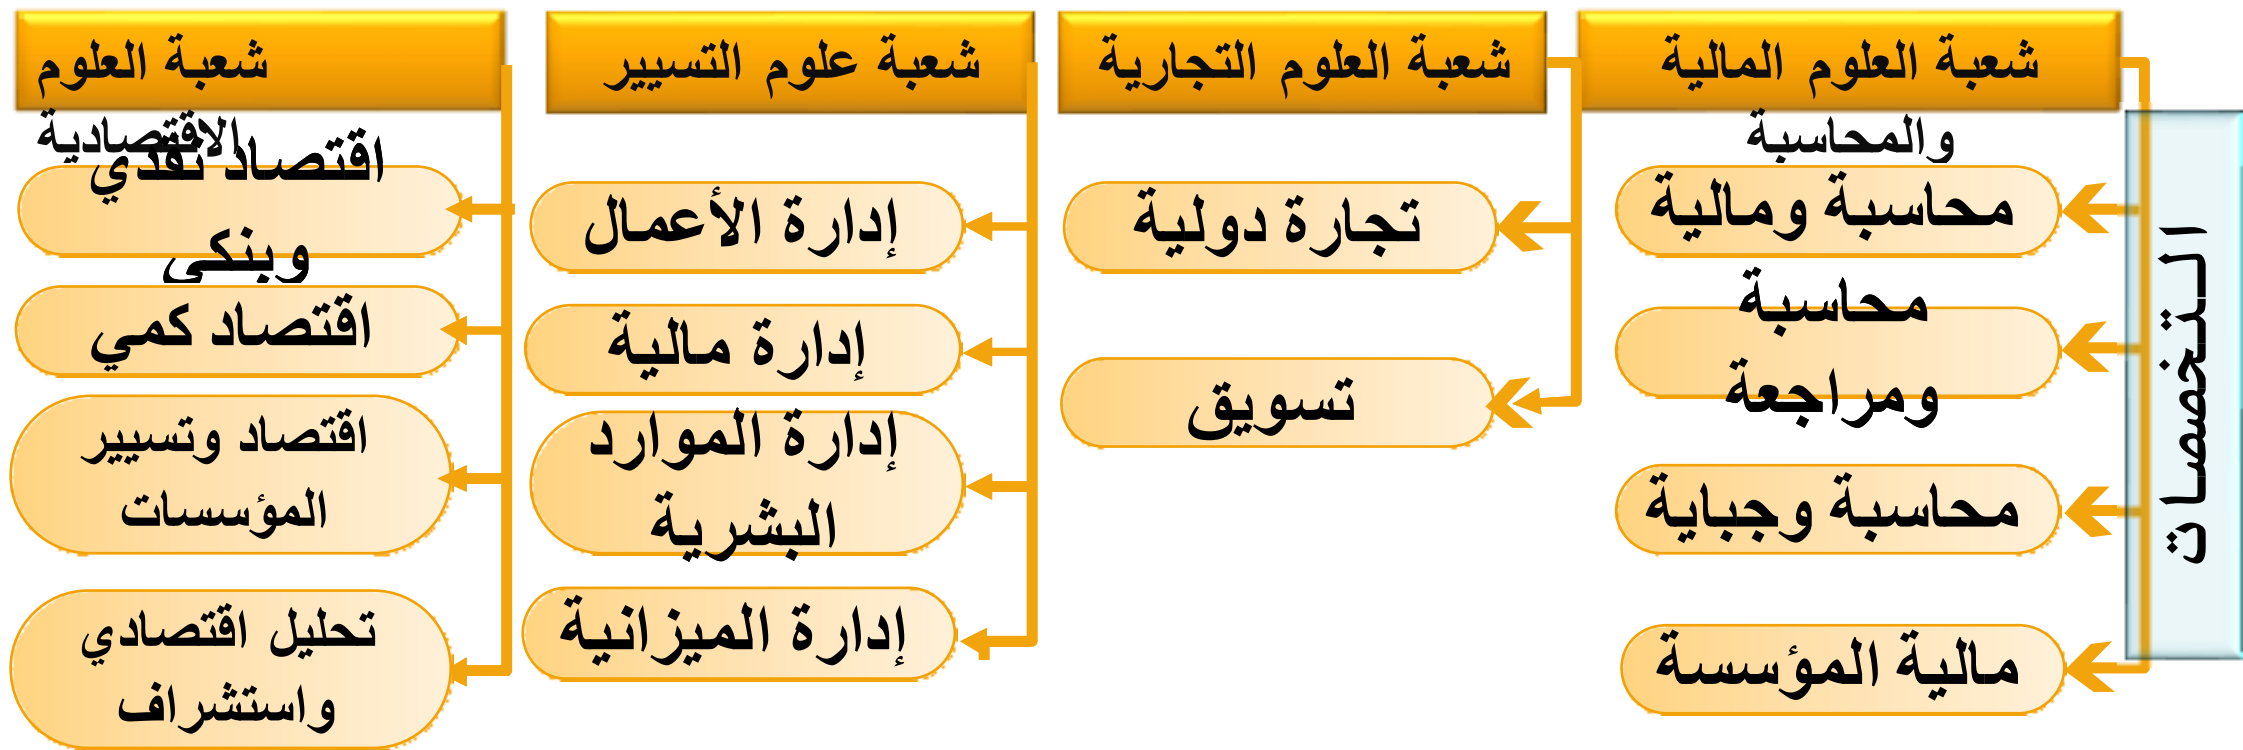 شعبة العلوم المالية
والمحاسبة
محاسبة ومالية
محاسبة
ومراجعة
محاسبة وجباية
مالية المؤسسة
شعبة العلوم التجارية
تجارة دولية
تسويق
شعبة علوم التسيير
إدارة الأعمال
إدارة مالية
إدارة الموارد
البشرية
إدارة الميزانية
شعبة العلوم
الاقتصادية
اقتصاد نقدي
وبنكي
اقتصاد كمي
اقتصاد وتسيير
المؤسسات
تحليل اقتصادي
واستشراف
التخصصات